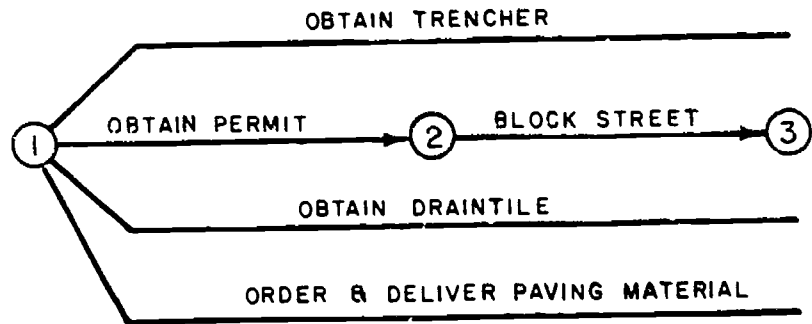 OBTAIN TRENCHER
1 OBTAIN PERMIT 2 BLOCK STREET 3
OBTAIN DRAINTILE
ORDER & DELIVER PAVING MATERIAL